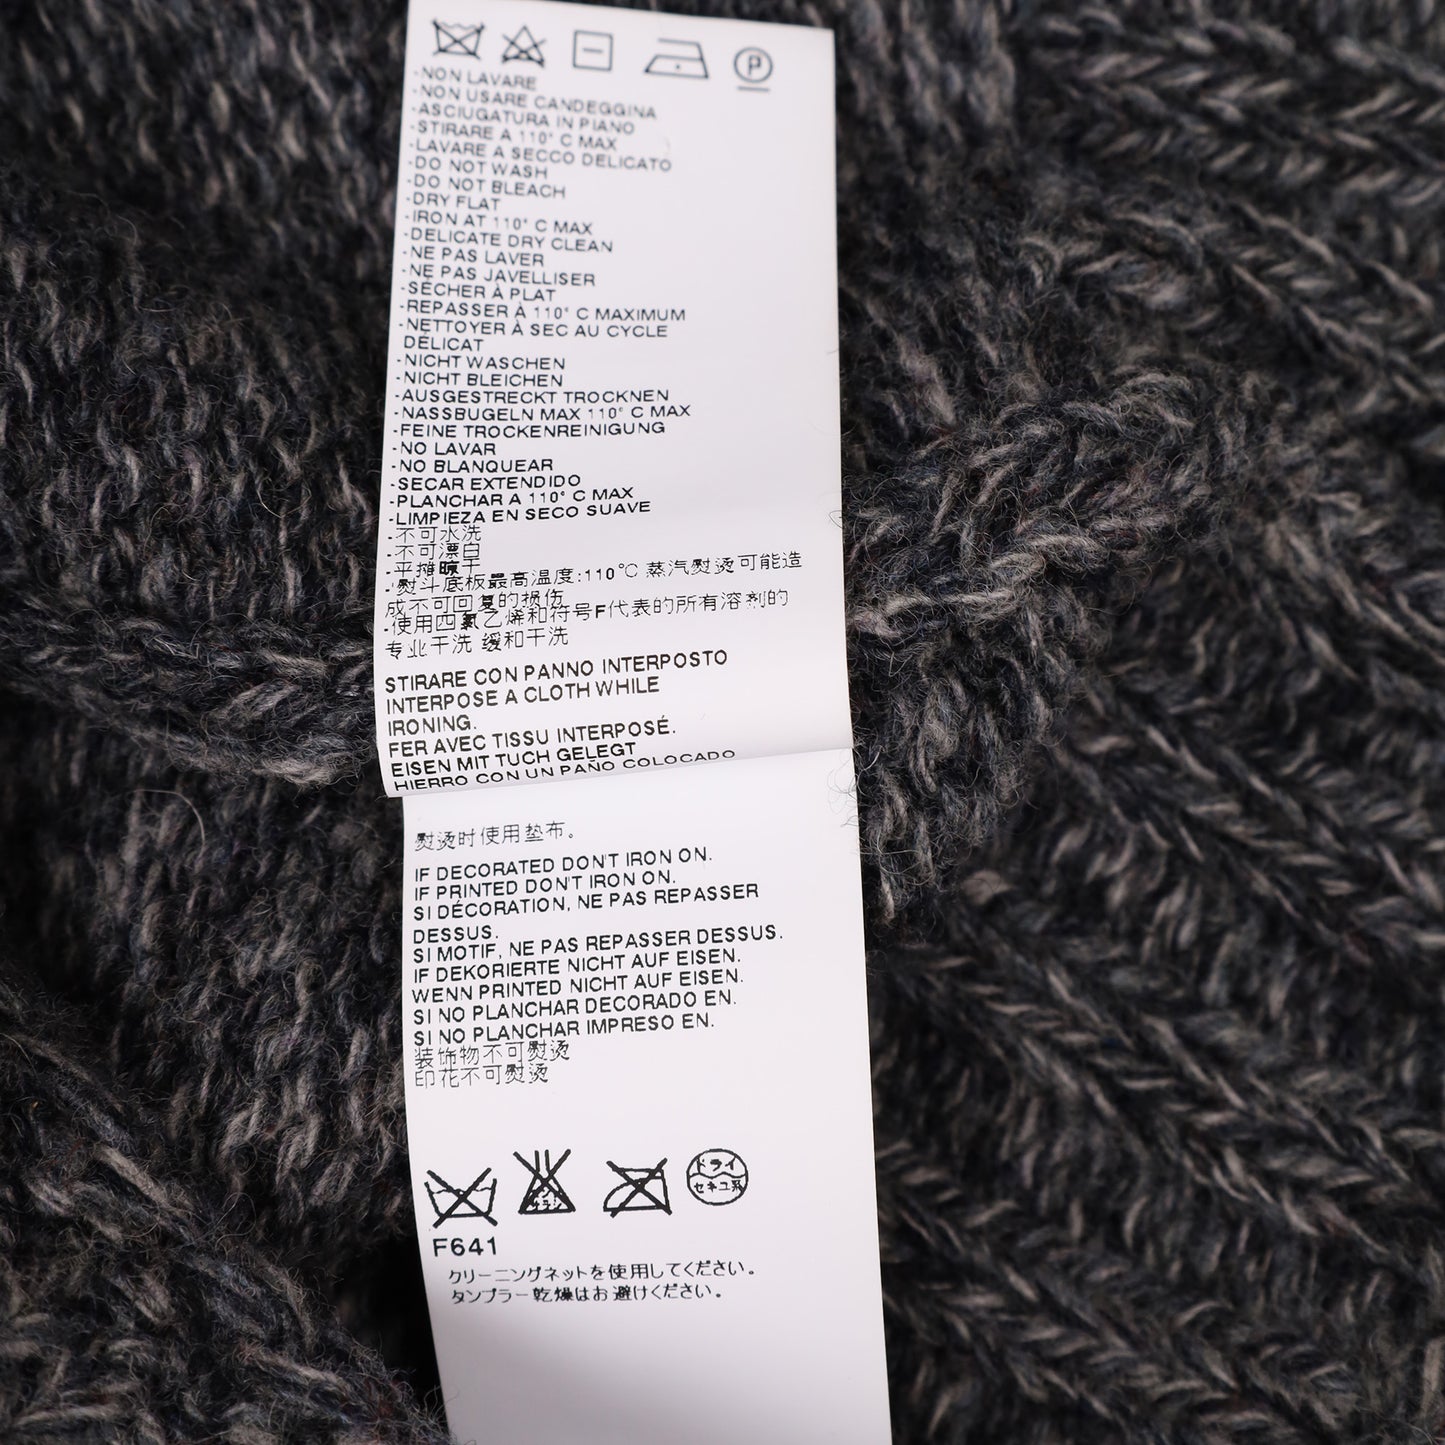 P
-NON LAVARE
-NON USARE CANDEGGINA
-ASCIUGATURA IN PIANO
-STIRARE A 110° C MAX
-LAVARE A SECCO DELICATO
-DO NOT WASH
-DO NOT BLEACH
-DRY FLAT
-IRON AT 110° C MAX
-DELICATE DRY CLEAN
-NE PAS LAVER
-NE PAS JAVELLISER
-SÉCHER À PLAT
-REPASSER À 110° C MAXIMUM
-NETTOYER À SEC AU CYCLE
DÉLICAT
-NICHT WASCHEN
-NICHT BLEICHEN
-AUSGESTRECKT TROCKNEN
-NASSBUGELN MAX 110° C MAX
-FEINE TROCKENREINIGUNG
-NO LAVAR
-NO BLANQUEAR
-SECAR EXTENDIDO
-PLANCHAR A 110° C MAX
-LIMPIEZA EN SECO SUAVE
-不可水洗
-不可漂白
-平摊晾干
-熨斗底板最高温度:110℃ 蒸汽熨烫可能造
成不可回复的损伤
-使用四氯乙烯和符号F代表的所有溶剂的
专业干洗 缓和干洗
STIRARE CON PANNO INTERPOSTO
INTERPOSE A CLOTH WHILE
IRONING.
FER AVEC TISSU INTERPOSÉ.
EISEN MIT TUCH GELEGT
HIERRO CON UN PAÑO COLOCADO
熨烫时使用垫布。
IF DECORATED DON'T IRON ON.
IF PRINTED DON'T IRON ON.
SI DÉCORATION, NE PAS REPASSER
DESSUS.
SI MOTIF, NE PAS REPASSER DESSUS.
IF DEKORIERTE NICHT AUF EISEN.
WENN PRINTED NICHT AUF EISEN.
SI NO PLANCHAR DECORADO EN.
SI NO PLANCHAR IMPRESO EN.
装饰物不可熨烫
印花不可熨烫
ドライ
セキユ系
F641
クリーニングネットを使用してください。
タンブラー乾燥はお避けください。